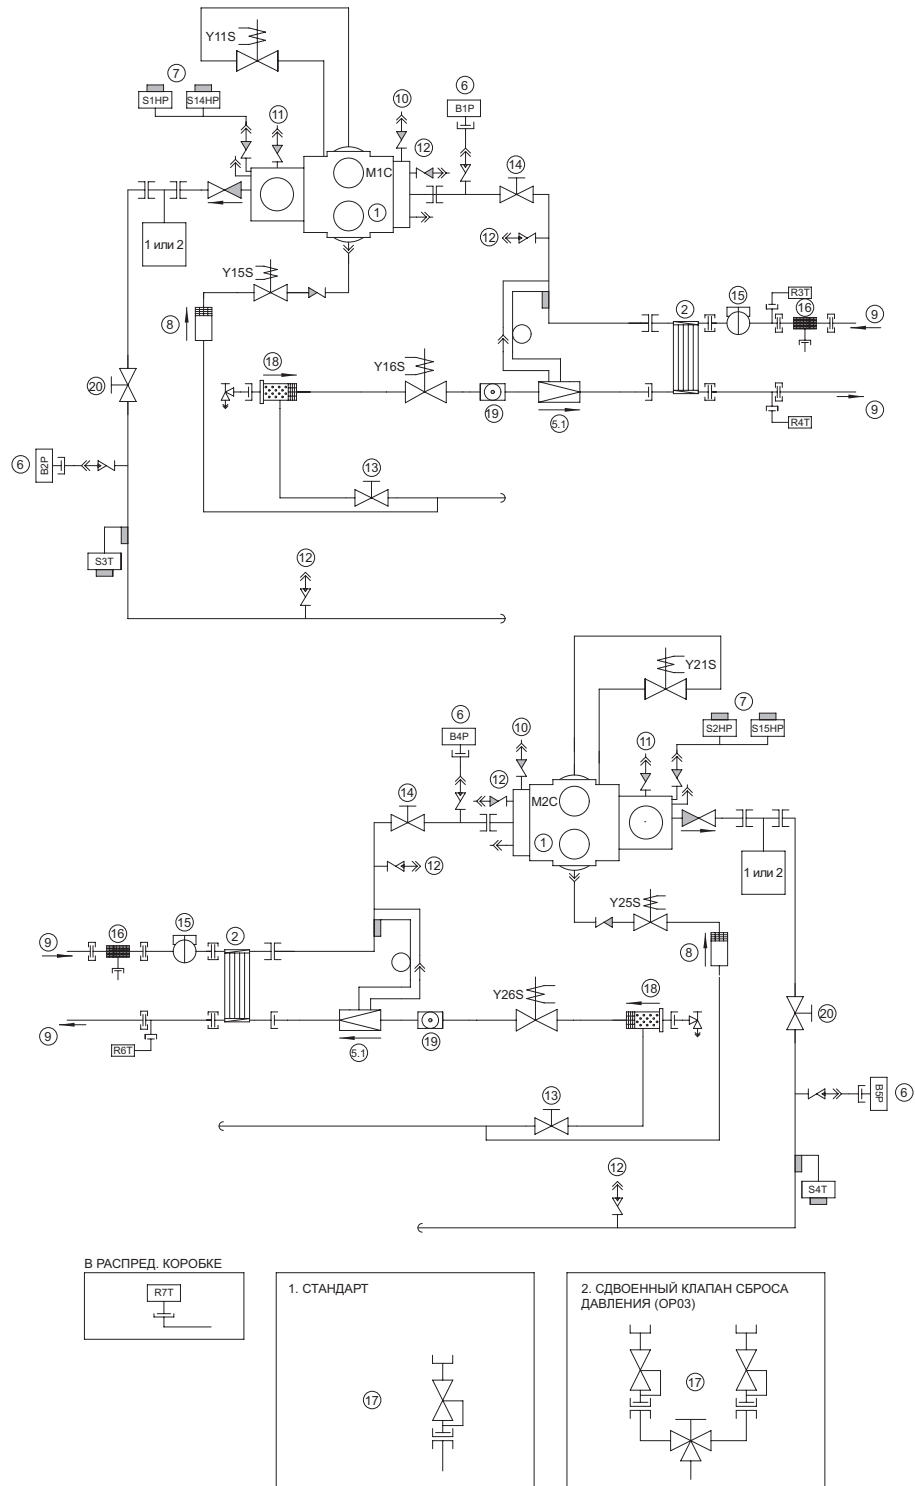 Y11S
7
S1HP
S14HP
11
10
6
B1P
12
M1C
14
1
1 или 2
12
Y15S
8
R3T
15
16
2
9
18
Y16S
20
19
5.1
9
R4T
6
B2P
13
S3T
12
Y21S
7
S2HP
S15HP
6
B4P
10
11
12
14
M2C
1
1 или 2
12
Y25S
16
15
2
9
8
Y26S
18
20
9
R6T
5.1
19
13
B5P
6
12
S4T
В РАСПРЕД. КОРОБКЕ
R7T
1. СТАНДАРТ
17
2. СДВОЕННЫЙ КЛАПАН СБРОСА
ДАВЛЕНИЯ (OP03)
17